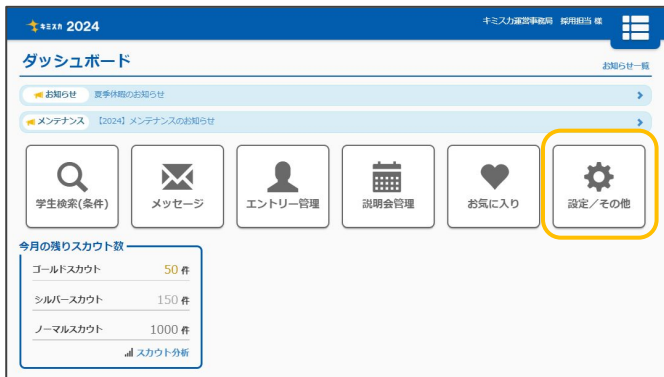 キミスカ 2024
キミスカ運営事務局 採用担当 様
ダッシュボード
お知らせ一覧
お知らせ 夏季休暇のお知らせ
メンテナンス 【2024】メンテナンスのお知らせ
学生検索(条件) メッセージ エントリー管理 説明会管理 お気に入り 設定／その他
今月の残りスカウト数
ゴールドスカウト 50 件
シルバースカウト 150 件
ノーマルスカウト 1000 件
スカウト分析